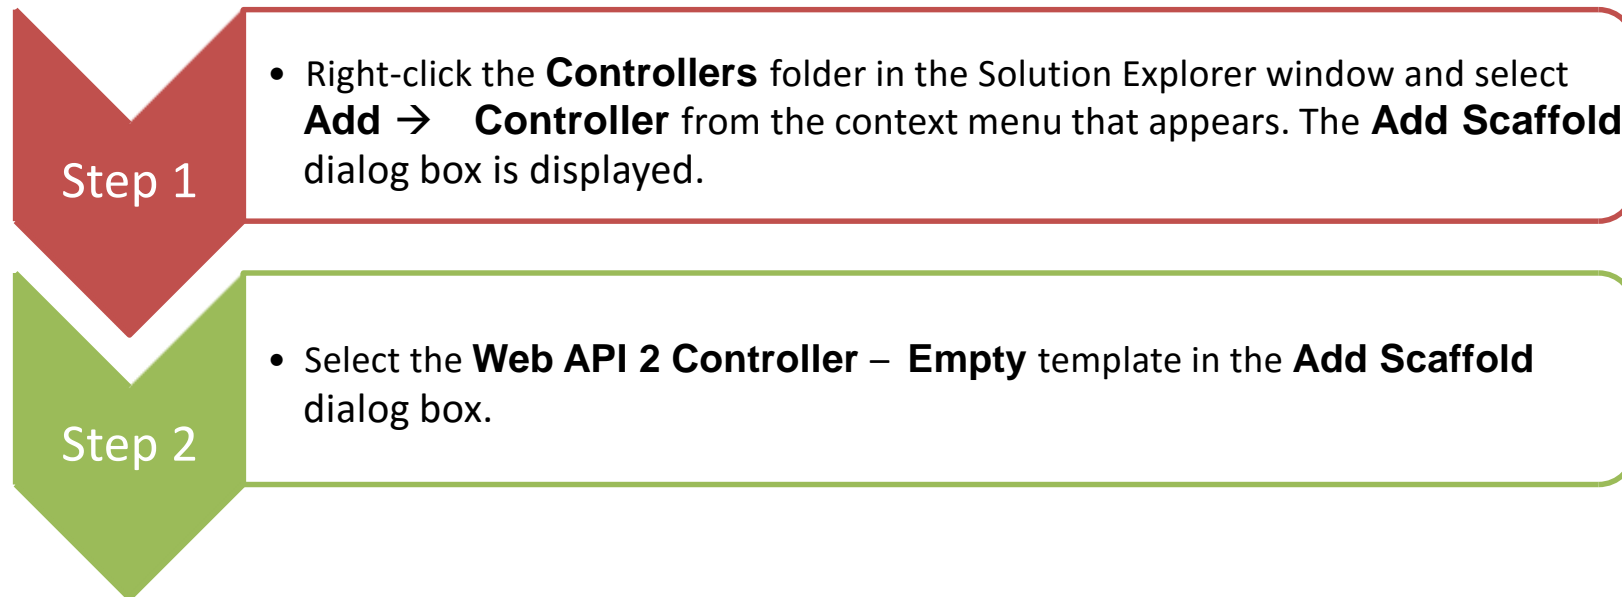 Step 1
• Right-click the Controllers folder in the Solution Explorer window and select
Add → Controller from the context menu that appears. The Add Scaffold
dialog box is displayed.
Step 2
• Select the Web API 2 Controller – Empty template in the Add Scaffold
dialog box.